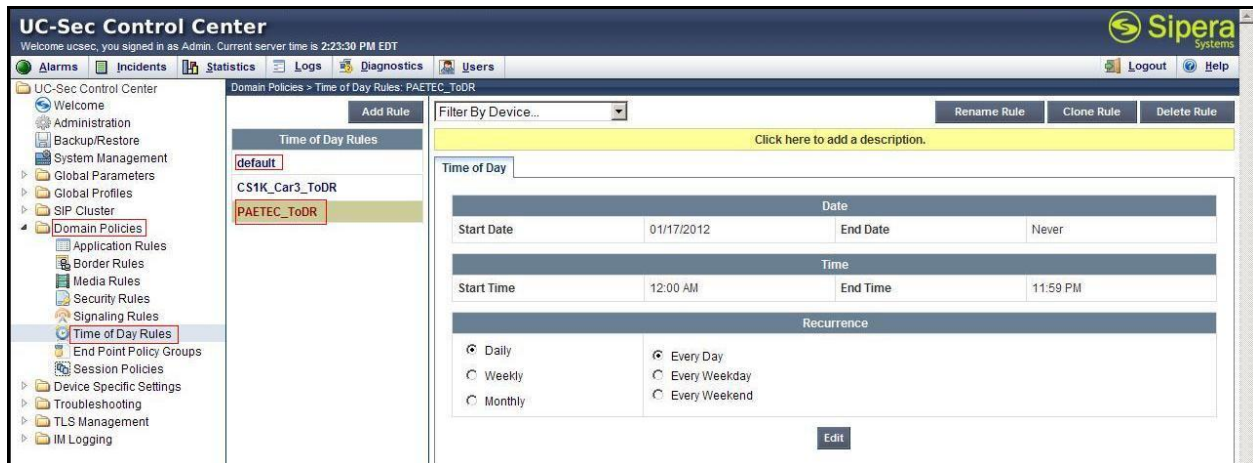 UC-Sec Control Center
Welcome ucsec, you signed in as Admin. Current server time is 2:23:30 PM EDT
Sipera
Systems
Alarms Incidents Statistics Logs Diagnostics Users Logout Help
UC-Sec Control Center
Welcome
Administration
Backup/Restore
System Management
Global Parameters
Global Profiles
SIP Cluster
Domain Policies
Application Rules
Border Rules
Media Rules
Security Rules
Signaling Rules
Time of Day Rules
End Point Policy Groups
Session Policies
Device Specific Settings
Troubleshooting
TLS Management
IM Logging
Domain Policies > Time of Day Rules: PAETEC_ToDR
Add Rule
Time of Day Rules
default
CS1K_Car3_ToDR
PAETEC_ToDR
Filter By Device...
Rename Rule Clone Rule Delete Rule
Click here to add a description.
Time of Day
Date
Start Date 01/17/2012 End Date Never
Time
Start Time 12:00 AM End Time 11:59 PM
Recurrence
Daily
Weekly
Monthly
Every Day
Every Weekday
Every Weekend
Edit